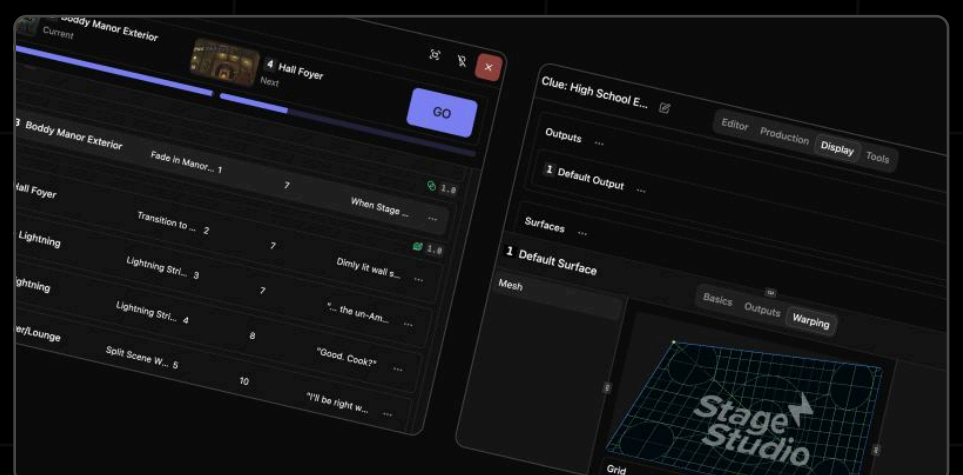 Boddy Manor Exterior
Current
4 Hall Foyer
Next
GO
3 Boddy Manor Exterior Fade In Manor... 1 7 When Stage ... ...
1.0
Hall Foyer Transition to ... 2 7 Dimly lit wall s... ...
1.0
Lightning Lightning Stri... 3 7 "... the un-Am... ...
Lightning Stri... 4 8 "Good. Cook?" ...
/Lounge Split Scene W... 5 10 "I'll be right w... ...
Clue: High School E...
Editor Production Display Tools
Outputs ...
1 Default Output ...
Surfaces ...
1 Default Surface
Mesh
Basics Outputs Warping
Stage
Studio
Grid